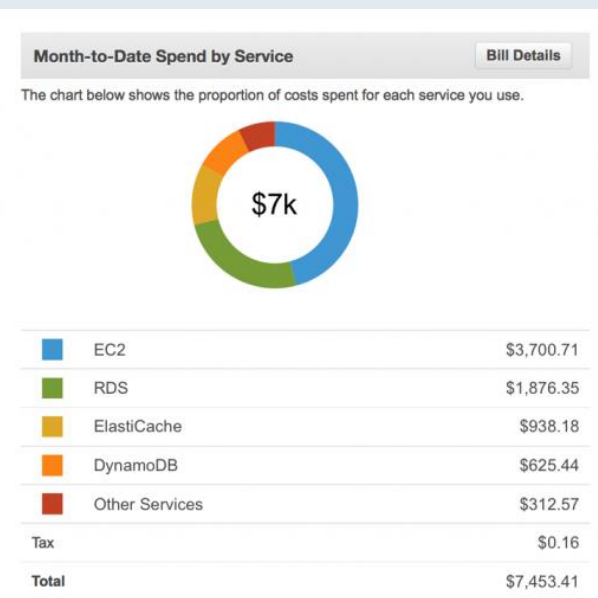 Month-to-Date Spend by Service Bill Details
The chart below shows the proportion of costs spent for each service you use.
$7k
EC2 $3,700.71
RDS $1,876.35
ElastiCache $938.18
DynamoDB $625.44
Other Services $312.57
Tax $0.16
Total $7,453.41